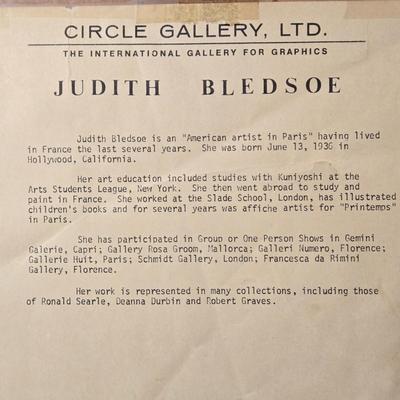 CIRCLE GALLERY, LTD.
THE INTERNATIONAL GALLERY FOR GRAPHICS
JUDITH BLEDSOE
Judith Bledsoe is an "American artist in Paris" having lived
in France the last several years. She was born June 13, 1936 in
Hollywood, California.
Her art education included studies with Kuniyoshi at the
Arts Students League, New York. She then went abroad to study and
paint in France. She worked at the Slade School, London, has illustrated
children's books and for several years was affiche artist for "Printemps"
in Paris.
She has participated in Group or One Person Shows in Gemini
Galerie, Capri; Gallery Rosa Groom, Mallorca; Galleri Numero, Florence;
Gallerie Huit, Paris; Schmidt Gallery, London; Francesca da Rimini
Gallery, Florence.
Her work is represented in many collections, including those
of Ronald Searle, Deanna Durbin and Robert Graves.